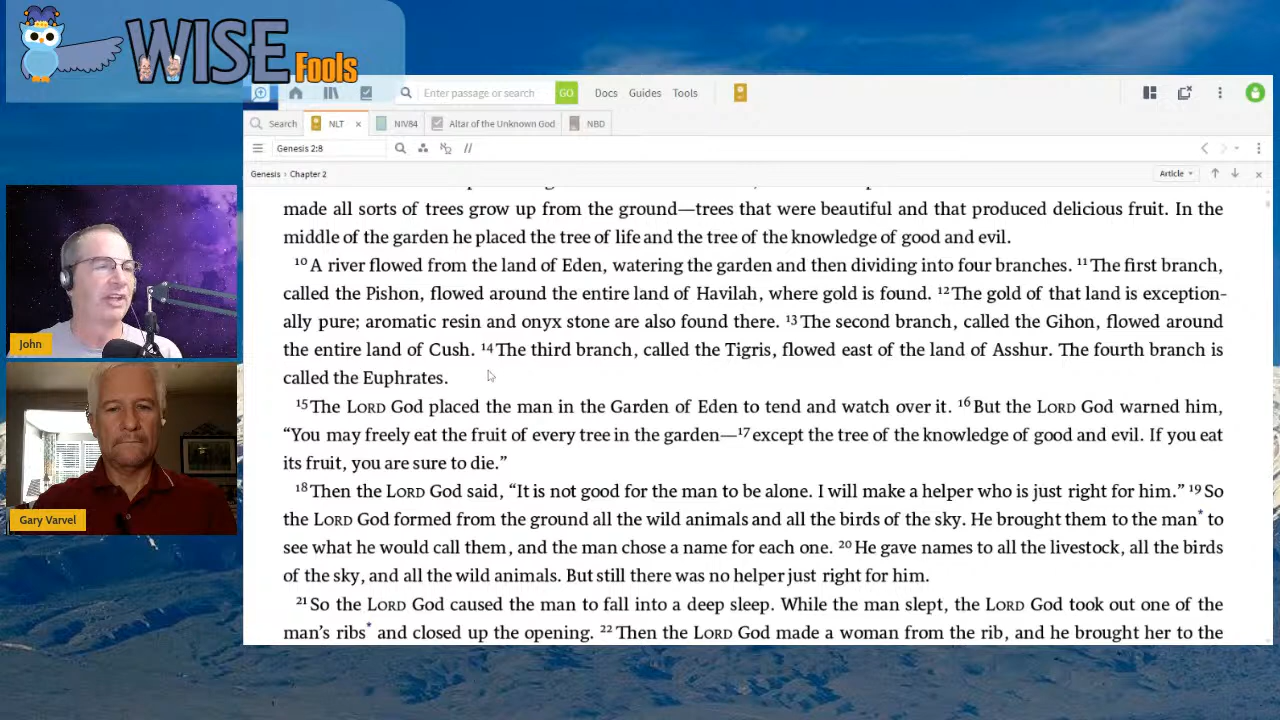 WISE Fools
Enter passage or search GO Docs Guides Tools
Search NLT NIV84 Altar of the Unknown God NBD
Genesis 2:8
Genesis › Chapter 2 Article
made all sorts of trees grow up from the ground—trees that were beautiful and that produced delicious fruit. In the
middle of the garden he placed the tree of life and the tree of the knowledge of good and evil.
10 A river flowed from the land of Eden, watering the garden and then dividing into four branches. 11 The first branch,
called the Pishon, flowed around the entire land of Havilah, where gold is found. 12 The gold of that land is exception-
ally pure; aromatic resin and onyx stone are also found there. 13 The second branch, called the Gihon, flowed around
the entire land of Cush. 14 The third branch, called the Tigris, flowed east of the land of Asshur. The fourth branch is
called the Euphrates.
15 The LORD God placed the man in the Garden of Eden to tend and watch over it. 16 But the LORD God warned him,
“You may freely eat the fruit of every tree in the garden—17 except the tree of the knowledge of good and evil. If you eat
its fruit, you are sure to die.”
18 Then the LORD God said, “It is not good for the man to be alone. I will make a helper who is just right for him.” 19 So
the LORD God formed from the ground all the wild animals and all the birds of the sky. He brought them to the man* to
see what he would call them, and the man chose a name for each one. 20 He gave names to all the livestock, all the birds
of the sky, and all the wild animals. But still there was no helper just right for him.
21 So the LORD God caused the man to fall into a deep sleep. While the man slept, the LORD God took out one of the
man’s ribs* and closed up the opening. 22 Then the LORD God made a woman from the rib, and he brought her to the
John
Gary Varvel